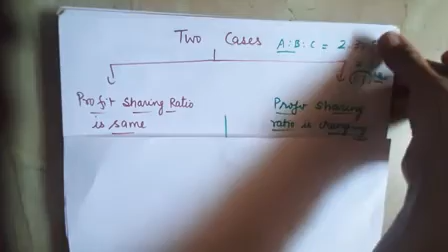 Two Cases A:B:C = 2
Profit Sharing Ratio
is same
Profit sharing
ratio is changing